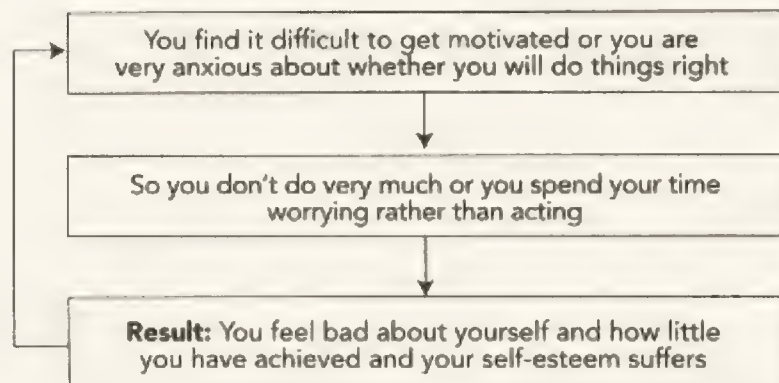 You find it difficult to get motivated or you are
very anxious about whether you will do things right
So you don't do very much or you spend your time
worrying rather than acting
Result: You feel bad about yourself and how little
you have achieved and your self-esteem suffers